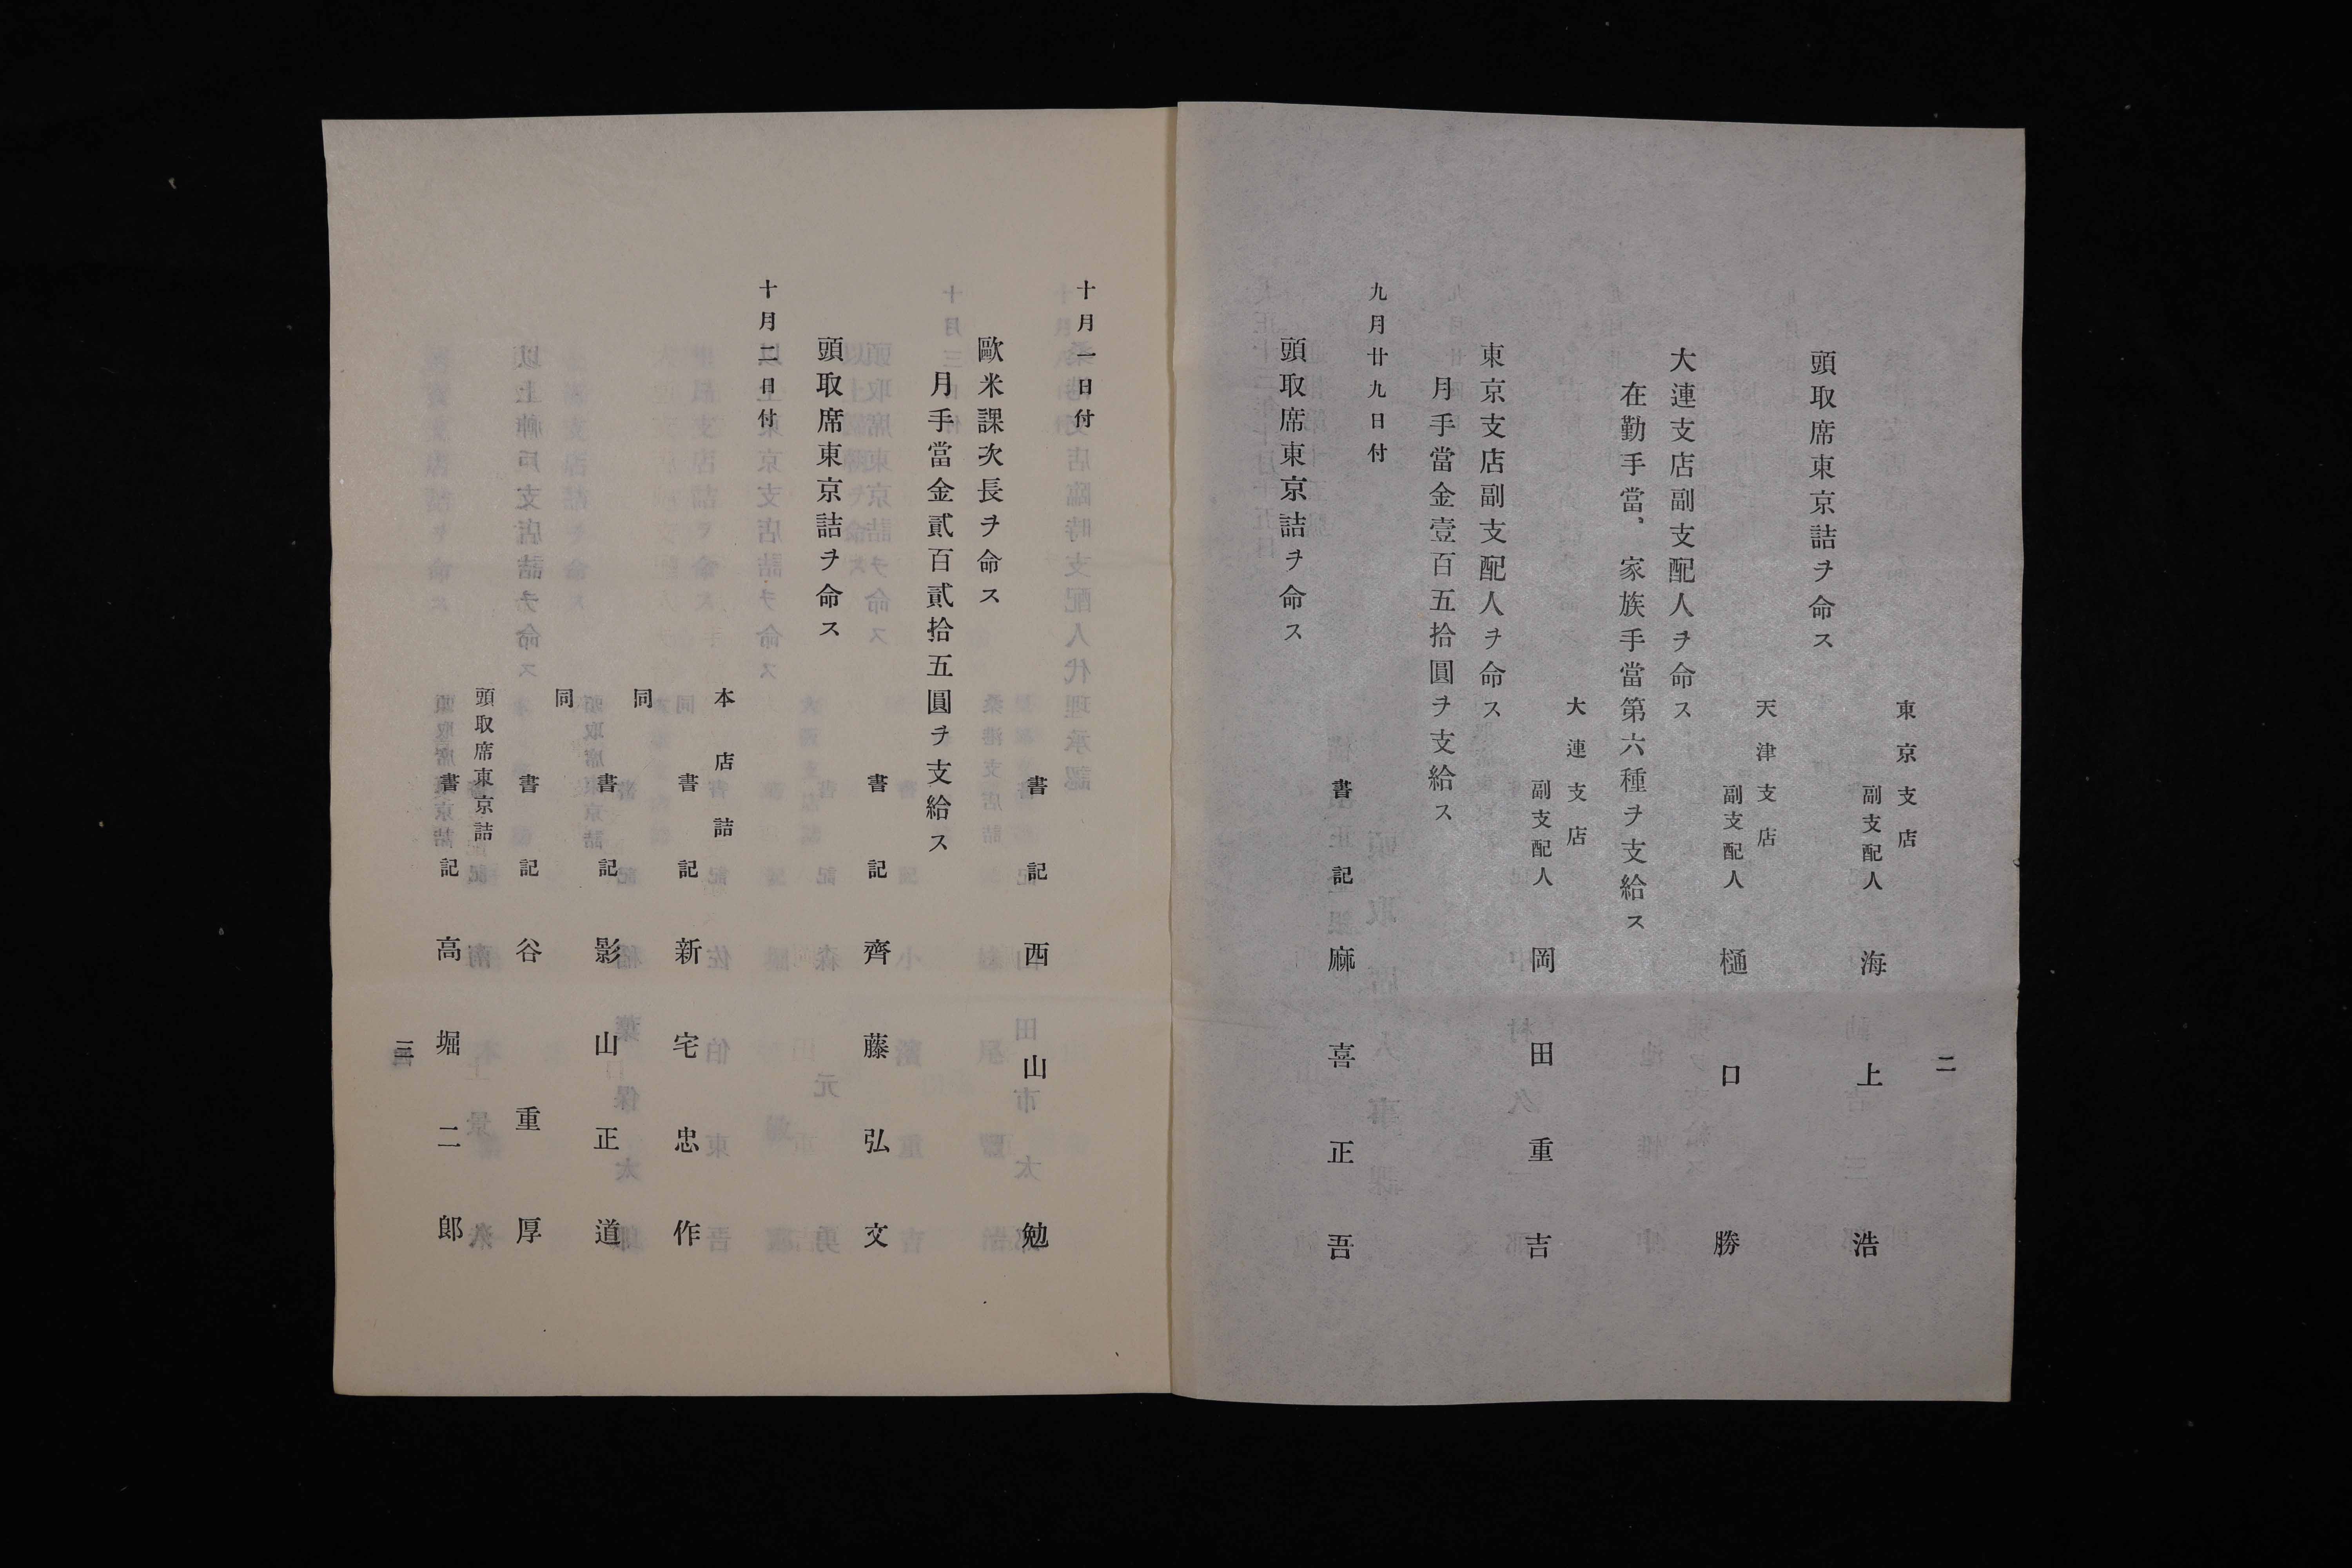 二
東京支店
副支配人 海上浩
頭取席東京詰ヲ命ス
天津支店
副支配人 樋口勝
大連支店副支配人ヲ命ス
在勤手當、家族手當第六種ヲ支給ス
大連支店
副支配人 岡田重吉
東京支店副支配人ヲ命ス
月手當金壹百五拾圓ヲ支給ス
九月廿九日付
書記 麻喜正吾
頭取席東京詰ヲ命ス
十月一日付
書記 西山勉
歐米課次長ヲ命ス
月手當金貳百貳拾五圓ヲ支給ス
書記 齊藤弘文
頭取席東京詰ヲ命ス
十月二日付
本店詰
書記 新宅忠作
同
書記 影山正道
同
書記 谷重厚
頭取席東京詰
書記 高堀二郎
三